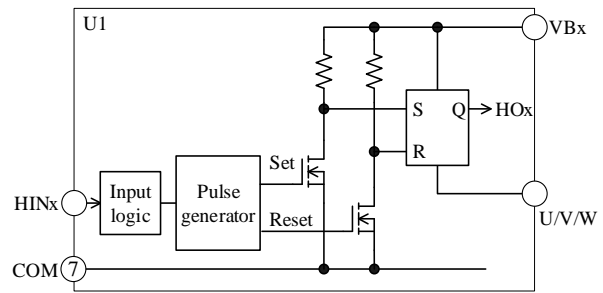 U1
VBx
S
Q
HOx
R
Set
HINx
Input
logic
Pulse
generator
U/V/W
Reset
COM
7